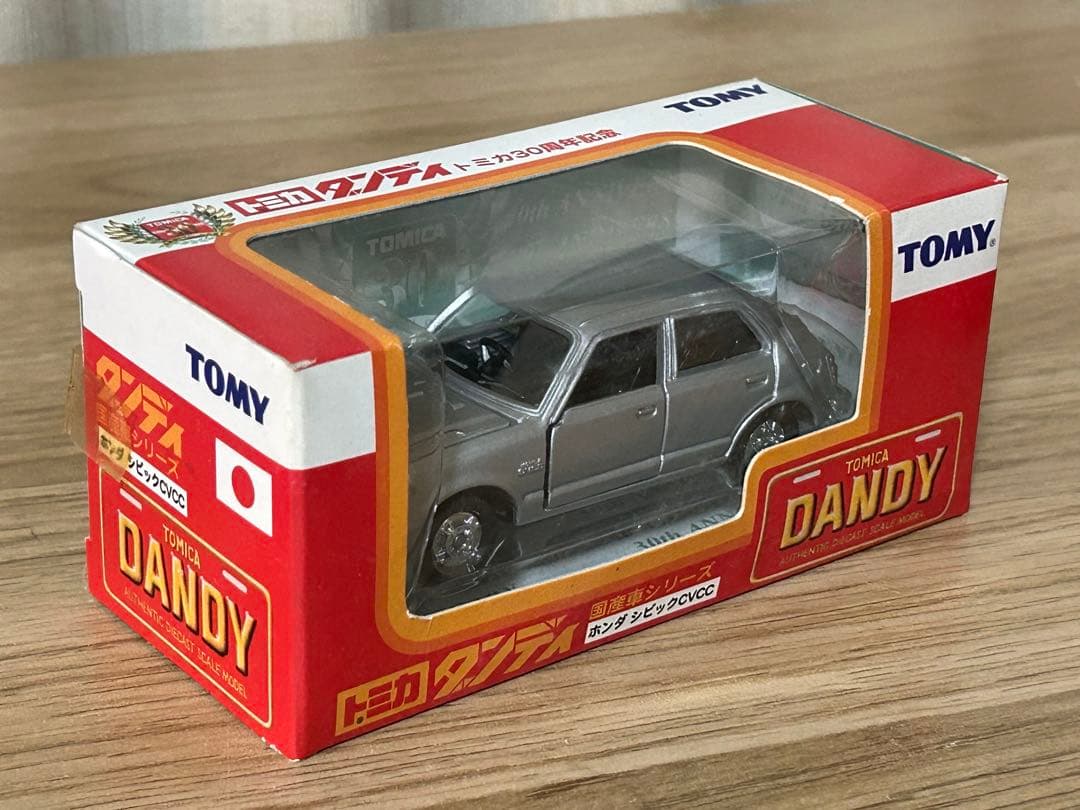 TOMY
トミカ ダンディ トミカ30周年記念
TOMICA
TOMICA
TOMY
TOMY
ダンディ
国産車シリーズ
ホンダ シビックCVCC
TOMICA
DANDY
AUTHENTIC DIECAST SCALE MODEL
30th ANN
TOMICA
DANDY
AUTHENTIC DIECAST SCALE MODEL
国産車シリーズ
ホンダ シビックCVCC
トミカ ダンディ